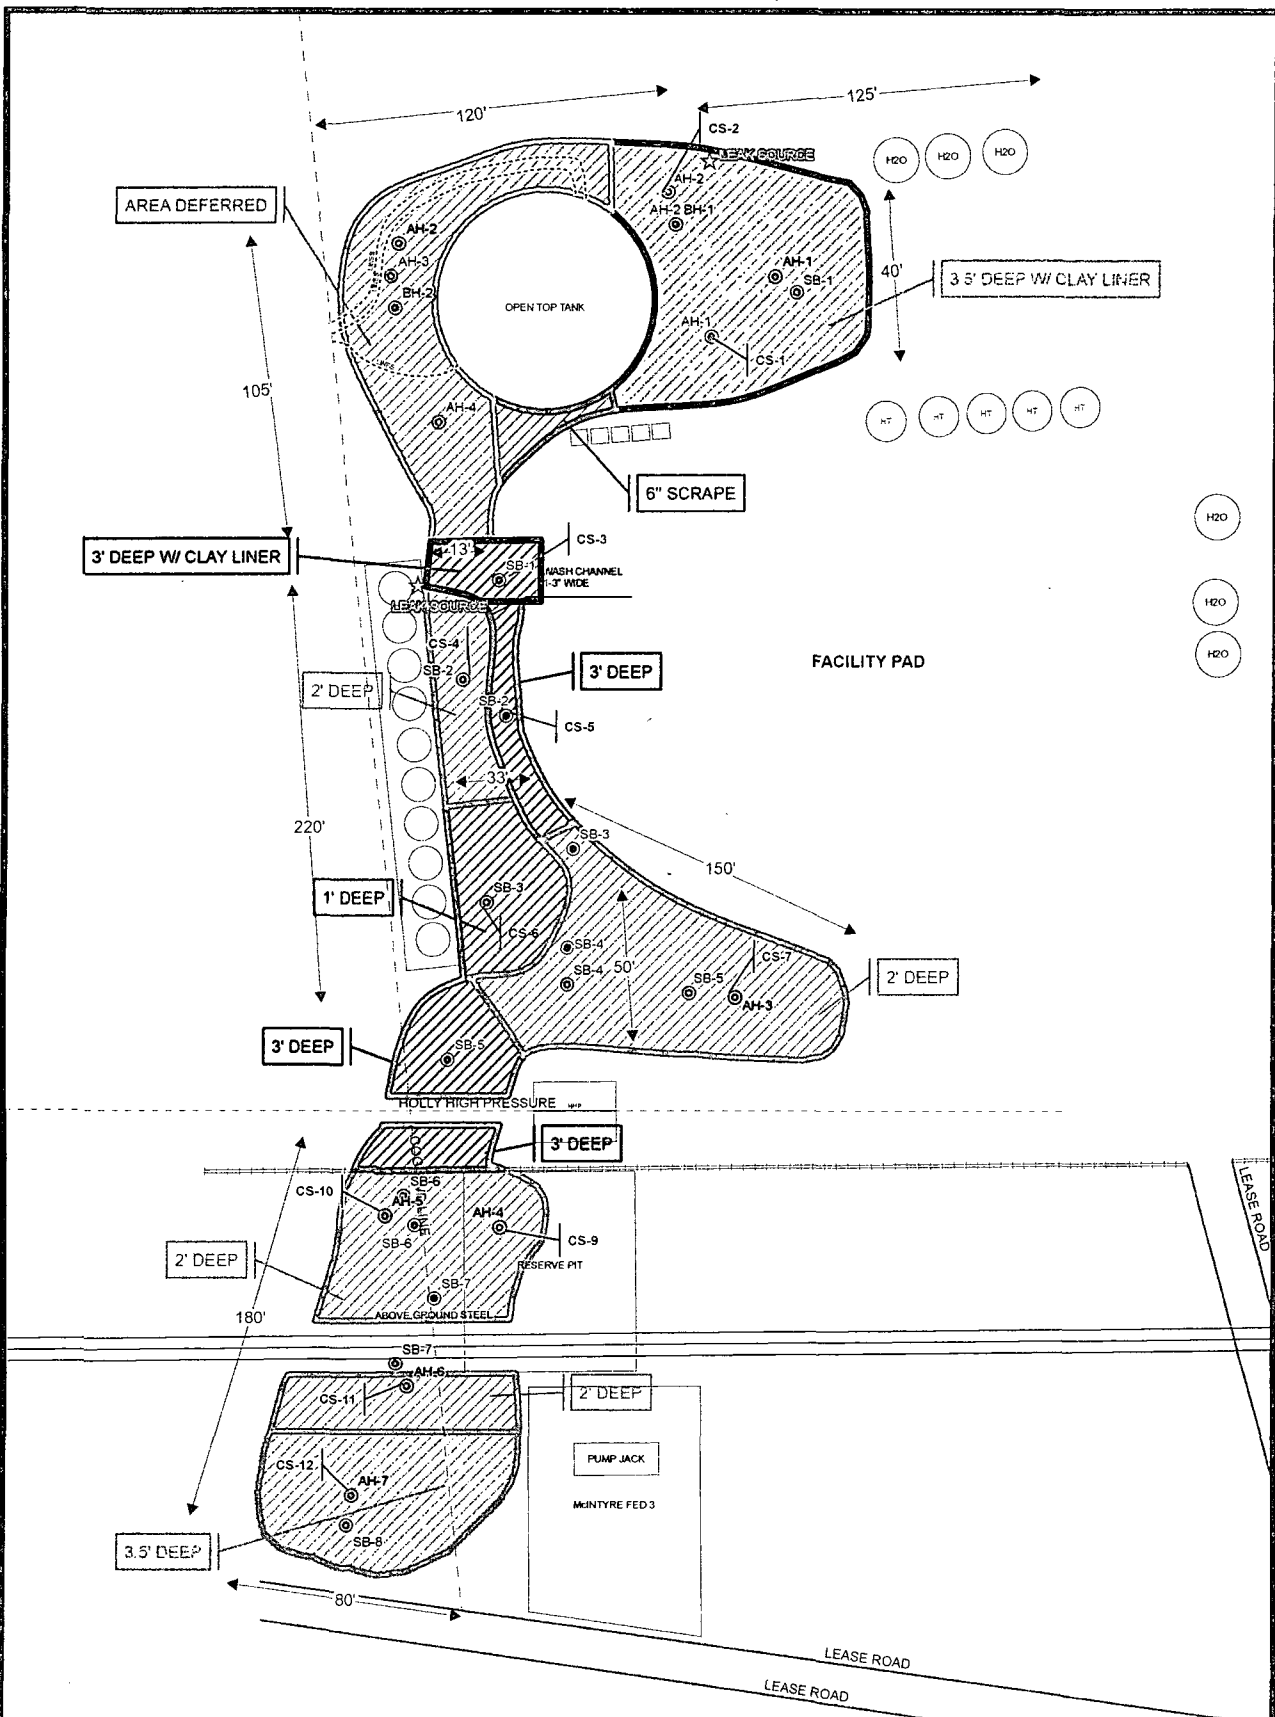 120'
125'
CS-2
LEAK SOURCE
H2O
H2O
H2O
AH-2
AREA DEFERRED
AH-2 BH-1
AH-2
AH-3
AH-1
40'
3.5' DEEP W/ CLAY LINER
SB-1
BH-2
OPEN TOP TANK
AH-1
CS-1
105'
HT
HT
HT
HT
HT
AH-4
6" SCRAPE
H2O
3' DEEP W/ CLAY LINER
13'
CS-3
SB-1
WASH CHANNEL
1-3" WIDE
LEAK SOURCE
H2O
CS-4
3' DEEP
FACILITY PAD
H2O
SB-2
2' DEEP
SB-2
CS-5
33'
220'
SB-3
150'
1' DEEP
SB-3
CS-6
SB-4
CS-7
50'
SB-4
SB-5
AH-3
2' DEEP
3' DEEP
SB-5
HOLLY HIGH PRESSURE
HHP
3' DEEP
CS-10
SB-6
AH-5
AH-4
LEASE ROAD
SB-6
CS-9
2' DEEP
RESERVE PIT
SB-7
180'
ABOVE GROUND STEEL
SB-7
AH-6
CS-11
2' DEEP
CS-12
PUMP JACK
AH-7
McINTYRE FED 3
SB-8
3.5' DEEP
80'
LEASE ROAD
LEASE ROAD